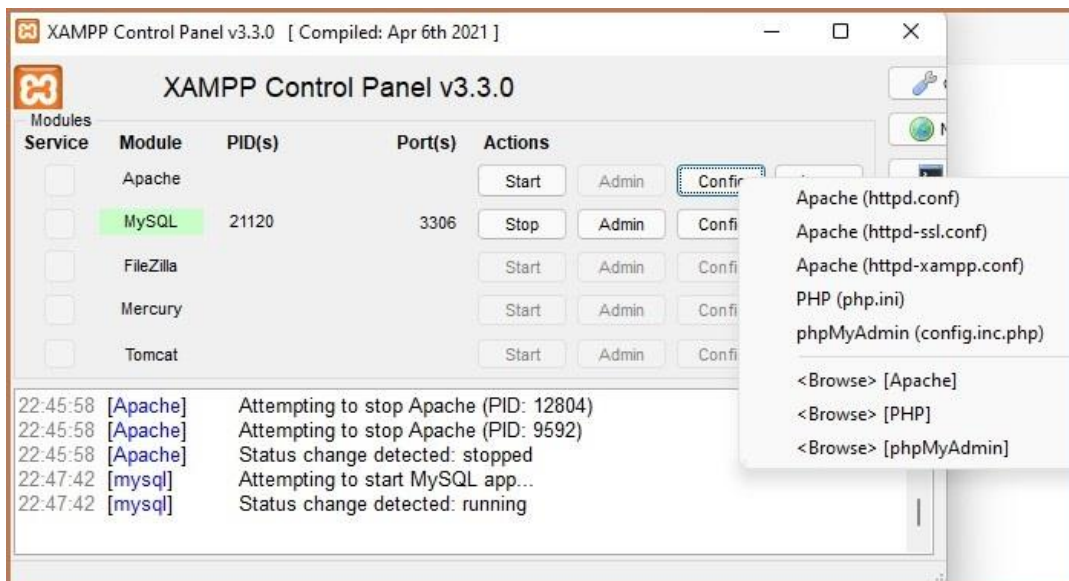 XAMPP Control Panel v3.3.0 [ Compiled: Apr 6th 2021 ]
XAMPP Control Panel v3.3.0
Modules
Service Module PID(s) Port(s) Actions
Apache Start Admin
MySQL 21120 3306 Stop Admin
FileZilla Start Admin
Mercury Start Admin
Tomcat Start Admin
Apache (httpd.conf)
Apache (httpd-ssl.conf)
Apache (httpd-xampp.conf)
PHP (php.ini)
phpMyAdmin (config.inc.php)
<Browse> [Apache]
<Browse> [PHP]
<Browse> [phpMyAdmin]
22:45:58 [Apache] Attempting to stop Apache (PID: 12804)
22:45:58 [Apache] Attempting to stop Apache (PID: 9592)
22:45:58 [Apache] Status change detected: stopped
22:47:42 [mysql] Attempting to start MySQL app...
22:47:42 [mysql] Status change detected: running